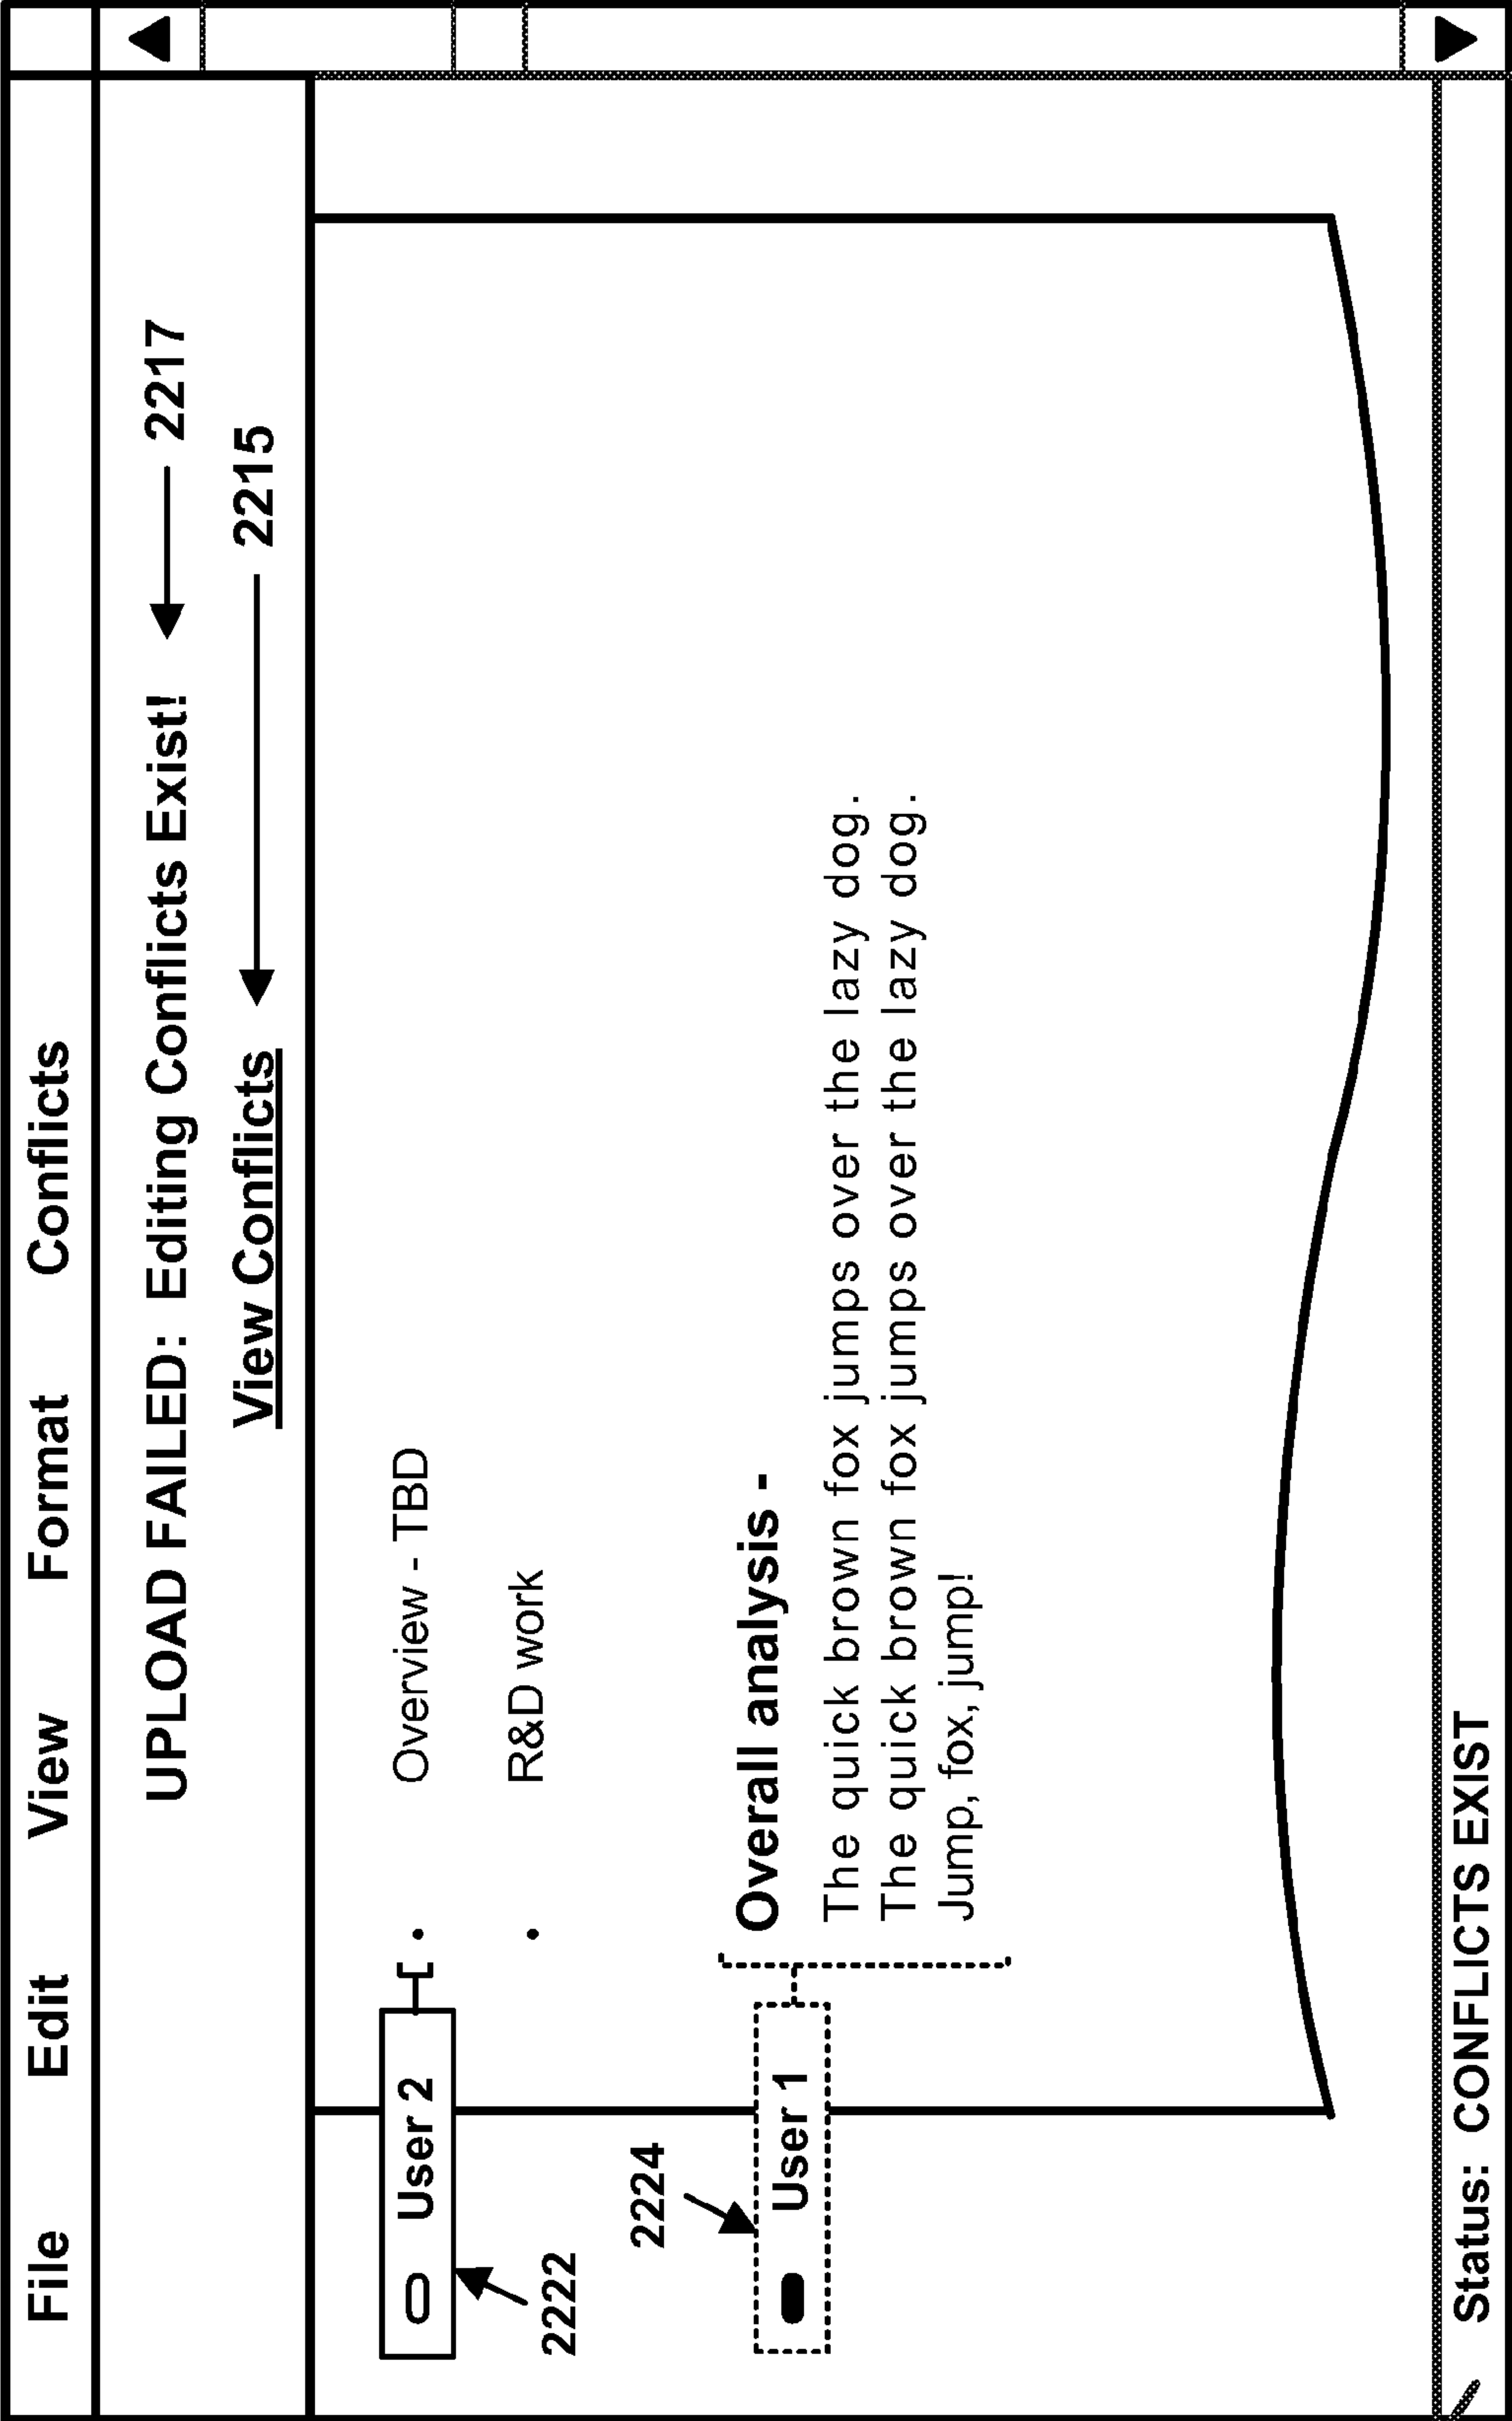 File Edit View Format Conflicts
UPLOAD FAILED: Editing Conflicts Exist! 2217
View Conflicts 2215
User 2 • Overview - TBD
2222
• R&D work
2224
User 1
Overall analysis -
The quick brown fox jumps over the lazy dog.
The quick brown fox jumps over the lazy dog.
Jump, fox, jump!
Status: CONFLICTS EXIST